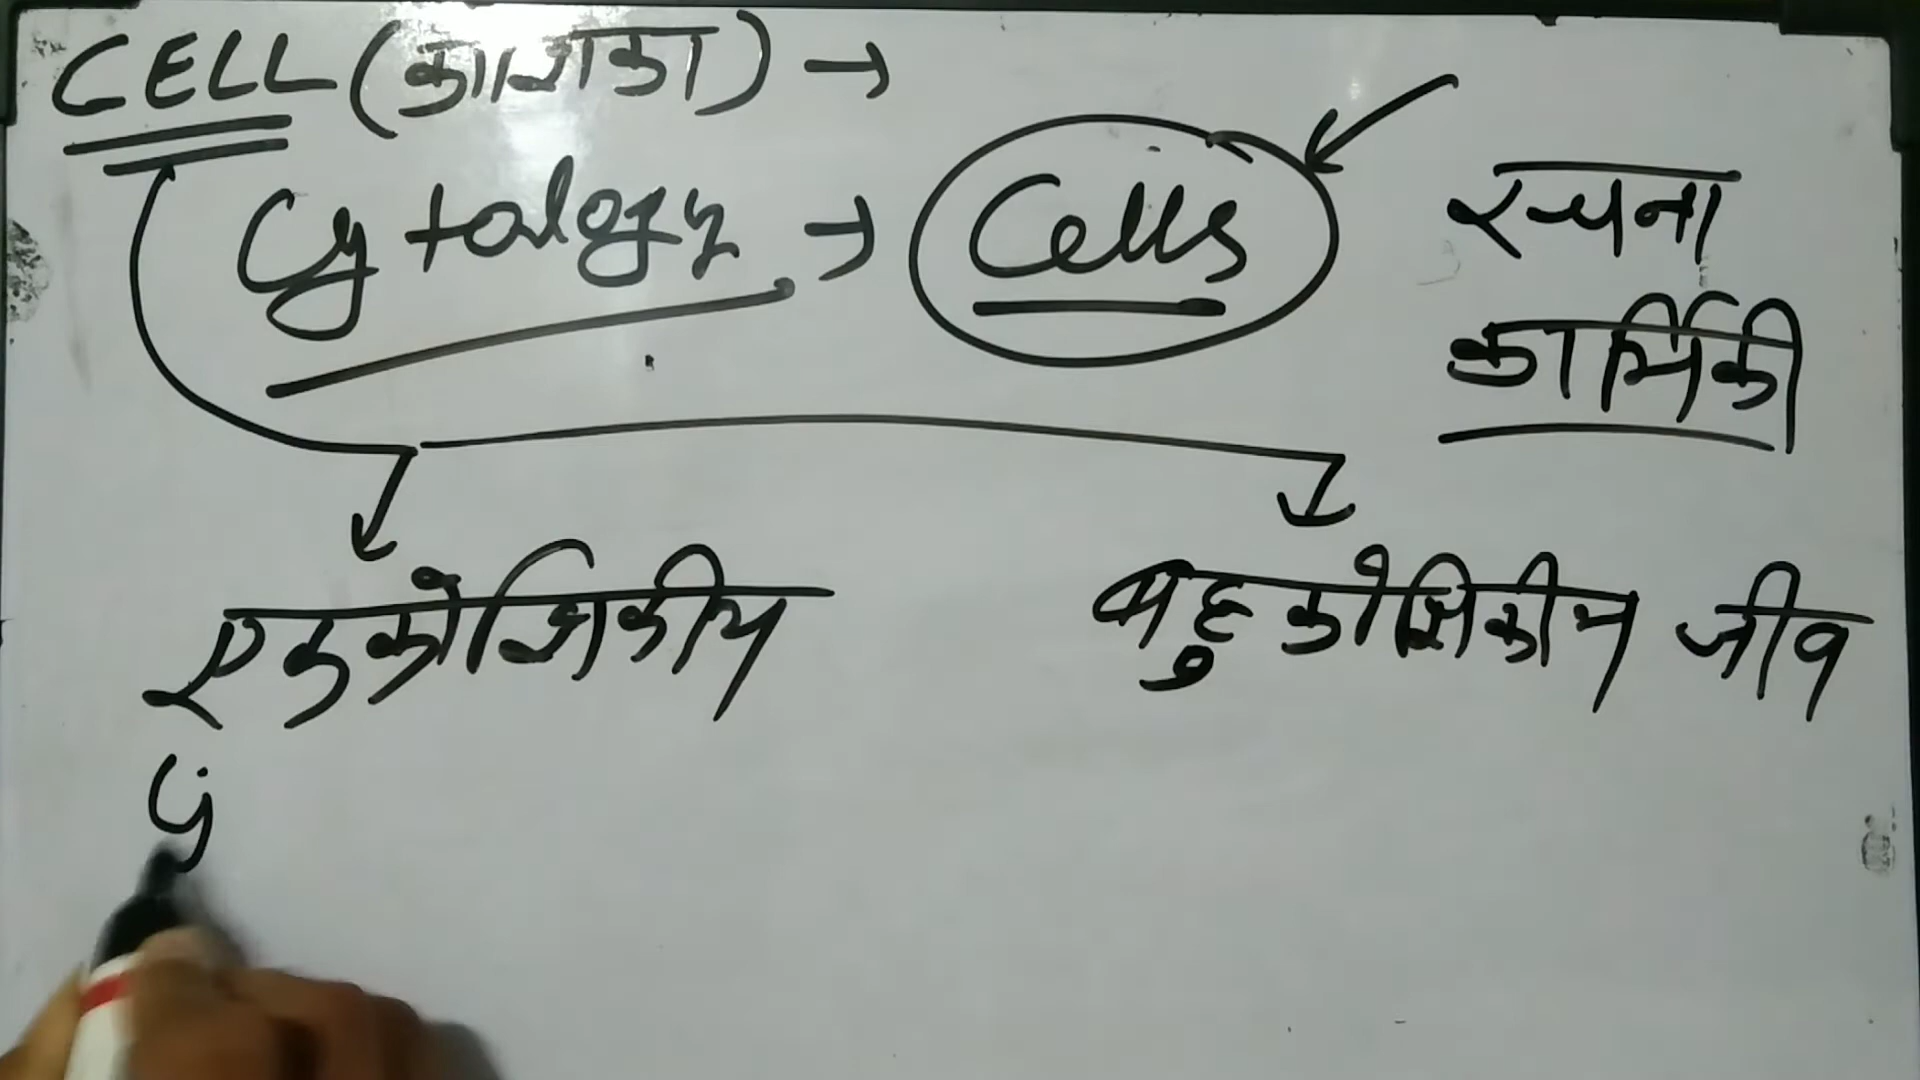 CELL (कोशिका) →
Cytology → Cells
रचना
कार्यिकी
एककोशिकीय
बहुकोशिकीय जीव